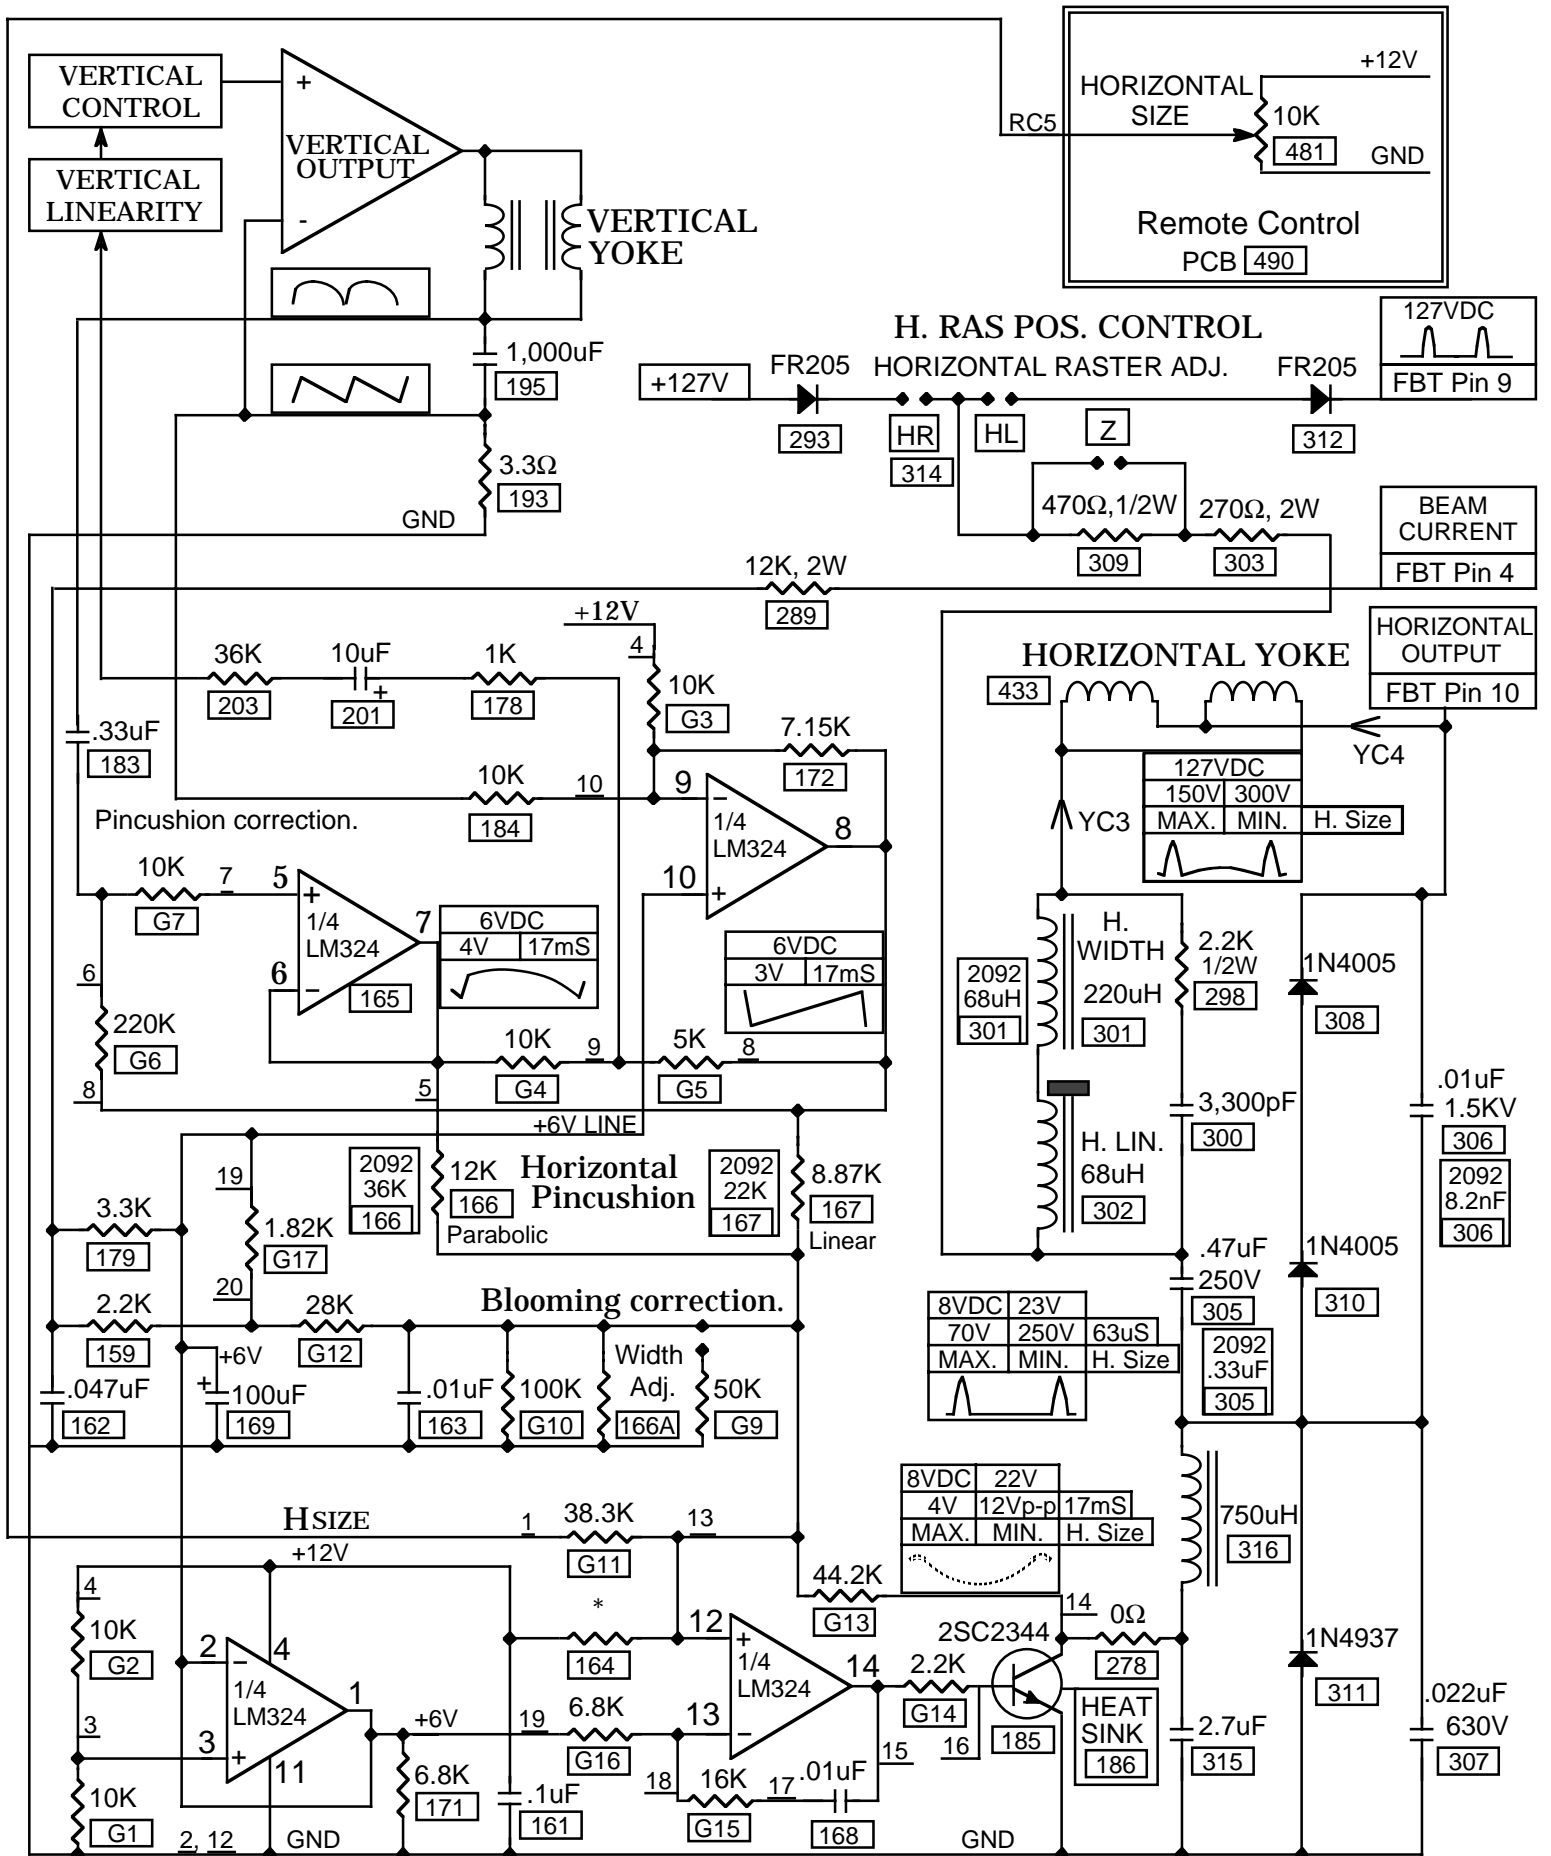 VERTICAL
CONTROL
VERTICAL
LINEARITY
+
VERTICAL
OUTPUT
-
VERTICAL
YOKE
RC5
HORIZONTAL
SIZE
+12V
10K
481
GND
Remote Control
PCB 490
1,000uF
195
3.3Ω
193
GND
H. RAS POS. CONTROL
HORIZONTAL RASTER ADJ.
+127V
FR205
293
HR
314
HL
FR205
312
127VDC
FBT Pin 9
Z
470Ω,1/2W
309
270Ω, 2W
303
BEAM
CURRENT
FBT Pin 4
12K, 2W
289
+12V
4
10K
G3
36K
203
10uF
+
201
1K
178
HORIZONTAL YOKE
433
HORIZONTAL
OUTPUT
FBT Pin 10
YC4
YC3
127VDC
150V 300V
MAX. MIN. H. Size
.33uF
183
Pincushion correction.
10K
184
10
7.15K
172
9
−
1/4
LM324
8
10
+
10K
G7
7
5
+
1/4
LM324
7
6
−
165
6VDC
4V 17mS
6VDC
3V 17mS
6
220K
G6
8
10K
G4
9
5K
G5
8
5
+6V LINE
2092
68uH
301
H.
WIDTH
220uH
301
2.2K
1/2W
298
1N4005
308
H. LIN.
68uH
302
3,300pF
300
.01uF
1.5KV
306
2092
8.2nF
306
2092
36K
166
12K
166
Parabolic
Horizontal
Pincushion
2092
22K
167
8.87K
167
Linear
3.3K
179
19
1.82K
G17
20
2.2K
159
28K
G12
Blooming correction.
+6V
.047uF
162
+
100uF
169
.01uF
163
100K
G10
Width
Adj.
166A
50K
G9
8VDC 23V
70V 250V 63uS
MAX. MIN. H. Size
.47uF
250V
305
2092
.33uF
305
1N4005
310
HSIZE
1
38.3K
G11
13
8VDC 22V
4V 12Vp-p 17mS
MAX. MIN. H. Size
750uH
316
+12V
4
10K
G2
3
10K
G1
2
−
4
1/4
LM324
1
3
+
11
2, 12
GND
+6V
19
6.8K
171
.1uF
161
*
164
6.8K
G16
12
+
1/4
LM324
14
13
−
18
16K
G15
17
.01uF
168
15
44.2K
G13
2.2K
G14
16
2SC2344
185
14
0Ω
278
HEAT
SINK
186
2.7uF
315
1N4937
311
.022uF
630V
307
GND